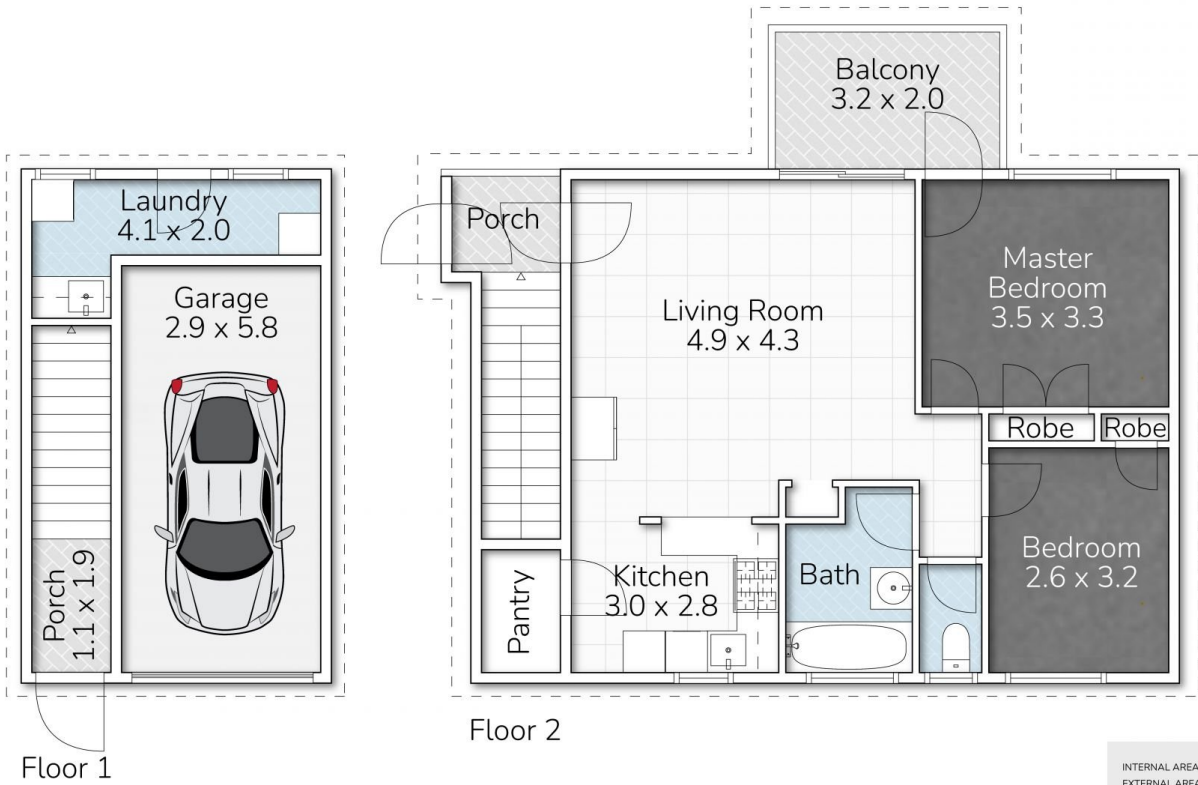 Balcony
3.2 x 2.0
Laundry
4.1 x 2.0
Garage
2.9 x 5.8
Porch
1.1 x 1.9
Floor 1
Porch
Living Room
4.9 x 4.3
Master
Bedroom
3.5 x 3.3
Robe
Robe
Bedroom
2.6 x 3.2
Bath
Kitchen
3.0 x 2.8
Pantry
Floor 2
INTERNAL AREA
EXTERNAL AREA